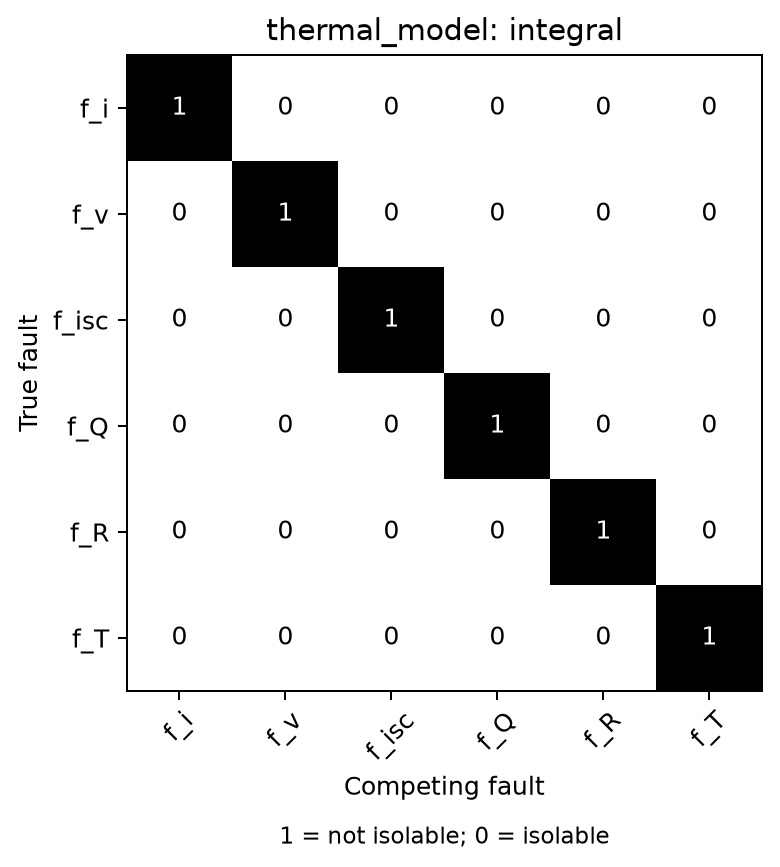 thermal_model: integral
f_i 1 0 0 0 0 0
f_v 0 1 0 0 0 0
f_isc 0 0 1 0 0 0
f_Q 0 0 0 1 0 0
f_R 0 0 0 0 1 0
f_T 0 0 0 0 0 1
True fault
f_i f_v f_isc f_Q f_R f_T
Competing fault
1 = not isolable; 0 = isolable